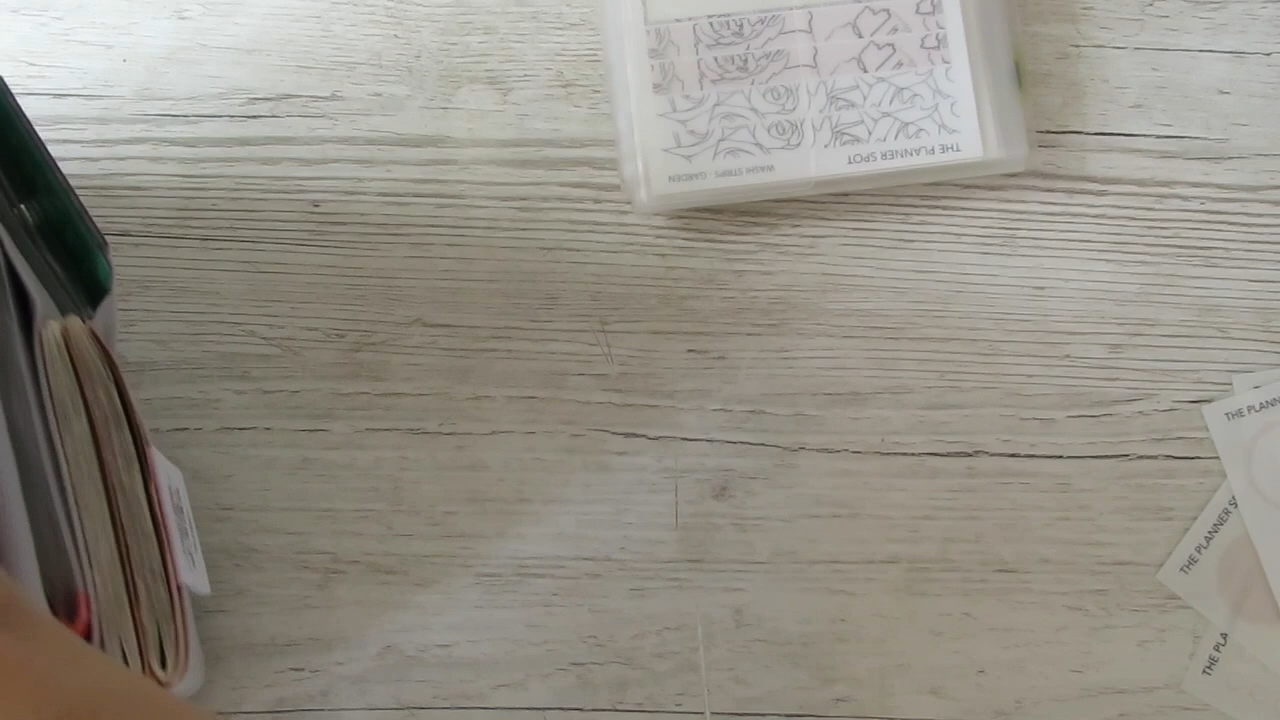 THE PLANNER SPOT
WASHI STRIPS - GARDEN
THE PLANN
THE PLANNER S
THE PLA